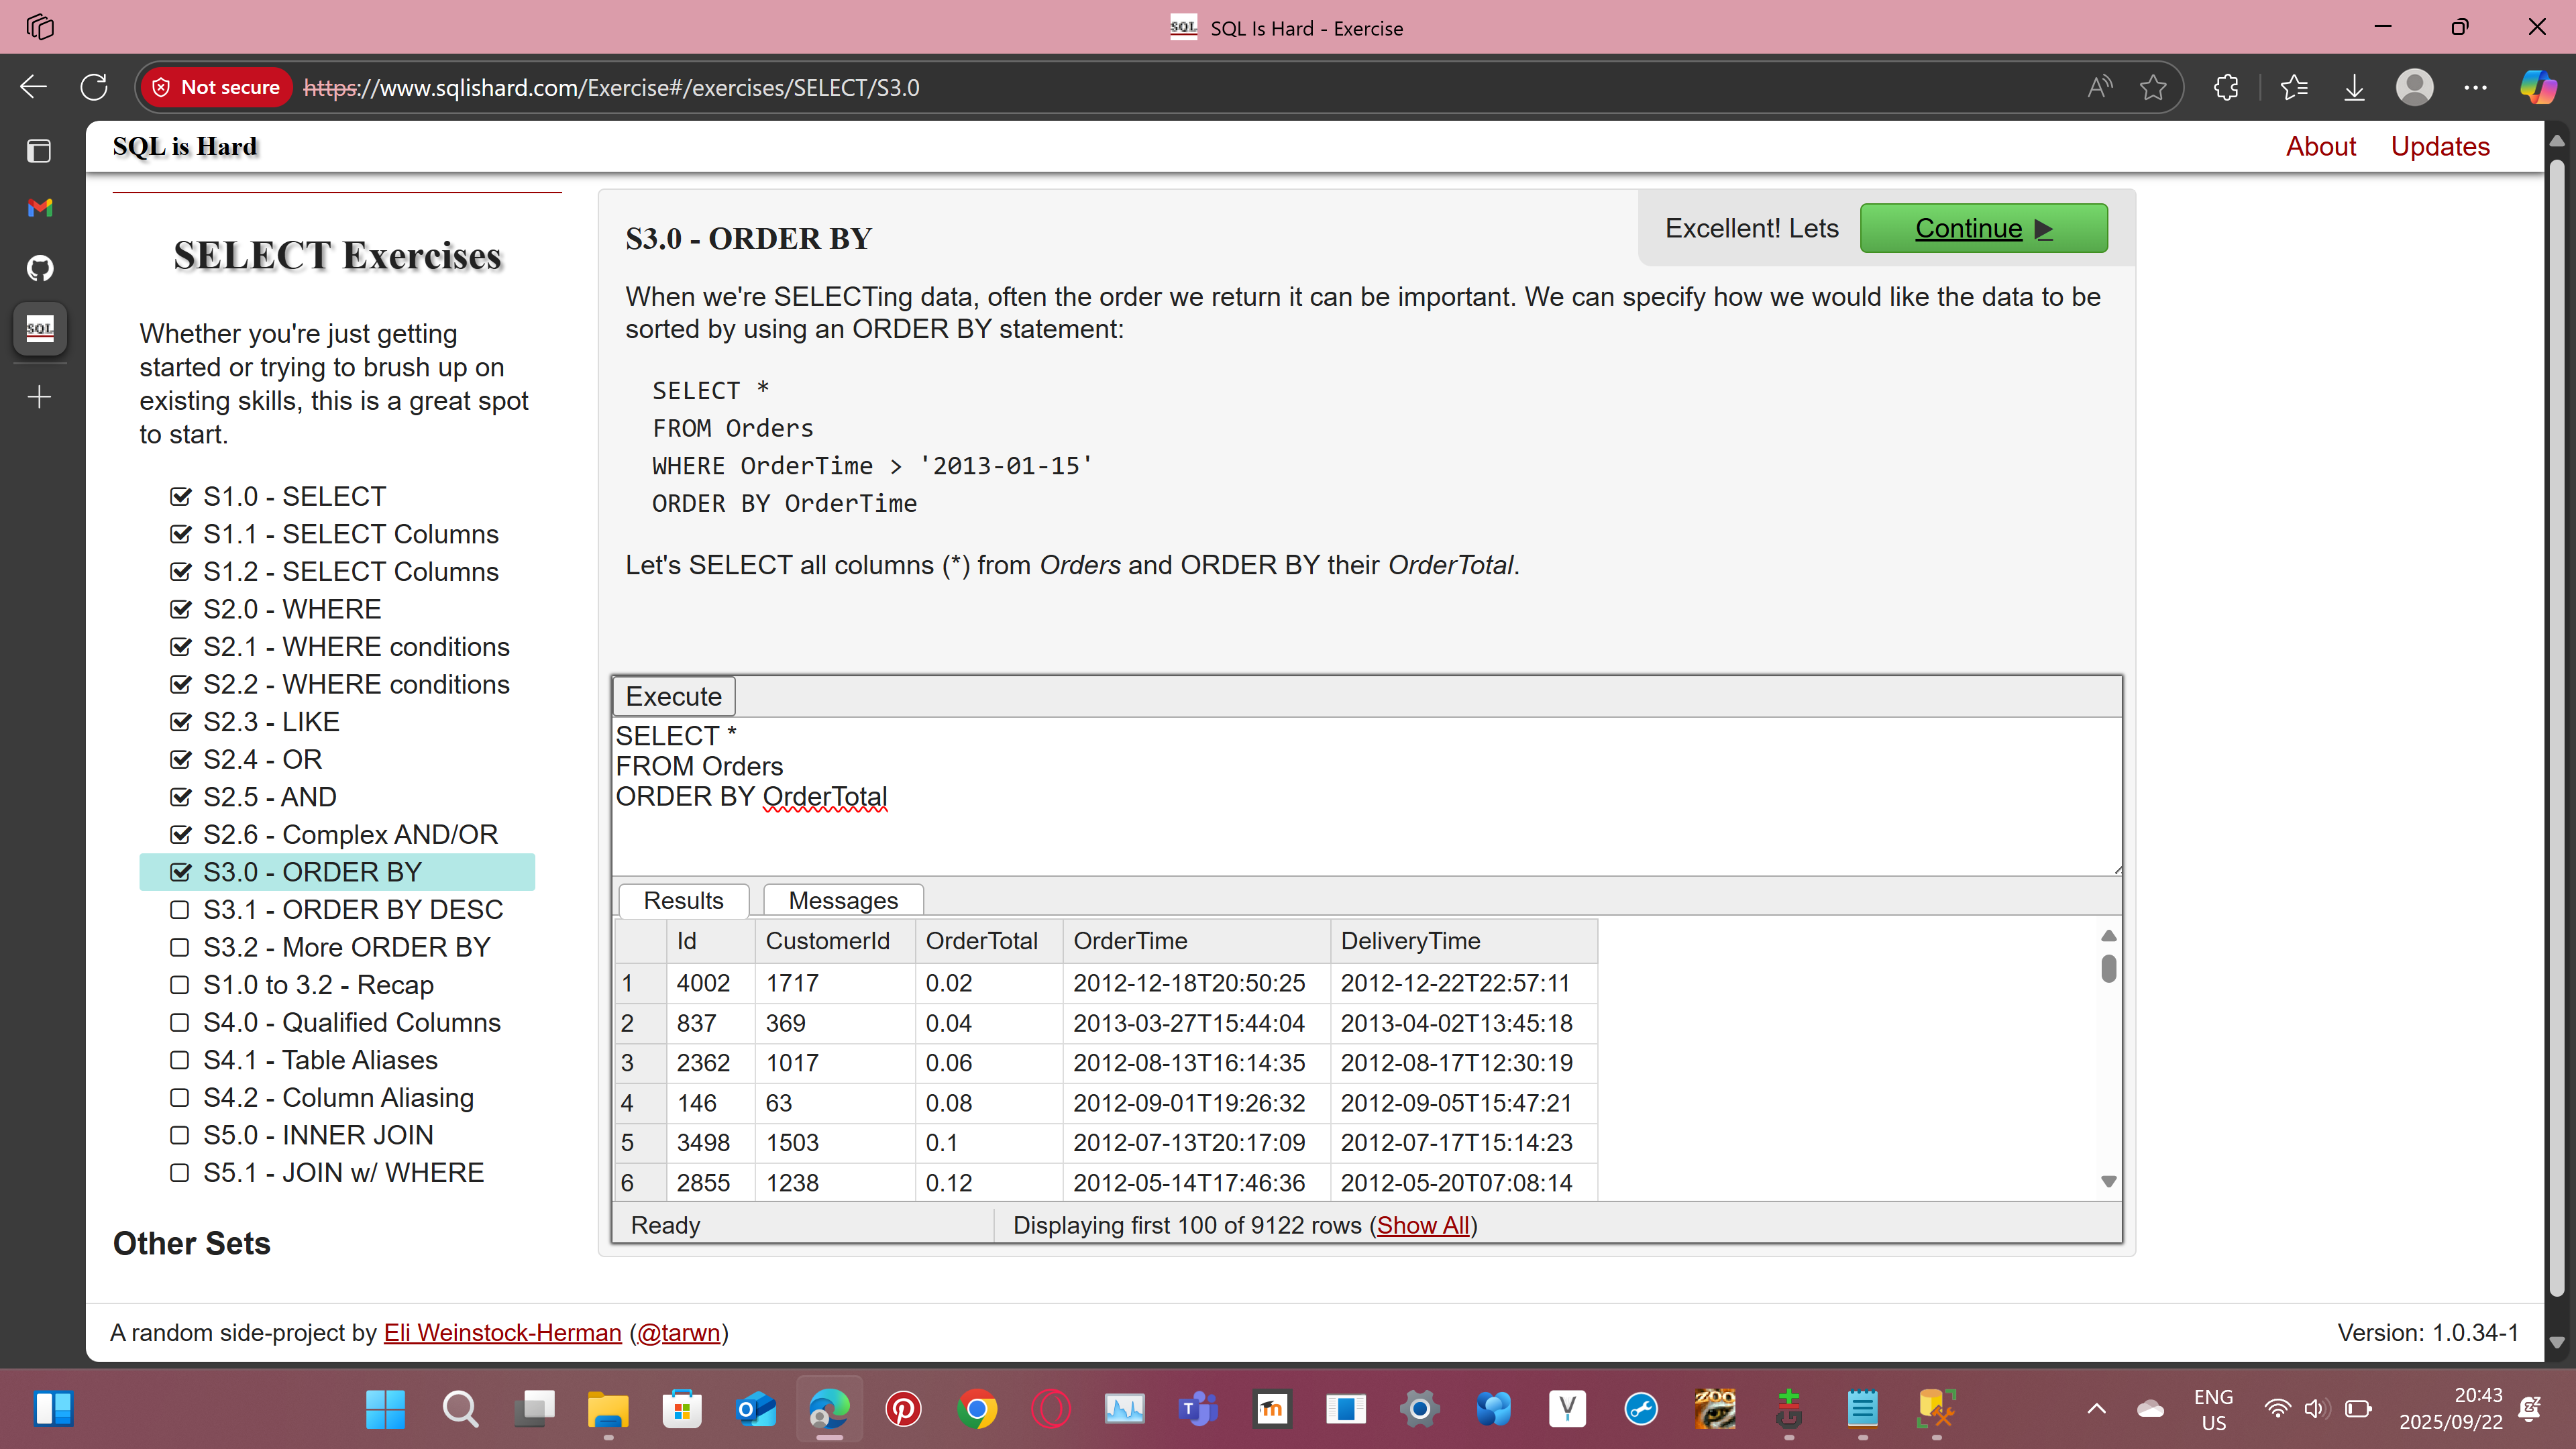 SQL SQL Is Hard - Exercise
Not secure https://www.sqlishard.com/Exercise#/exercises/SELECT/S3.0
SQL is Hard
About Updates
SELECT Exercises
Whether you're just getting
started or trying to brush up on
existing skills, this is a great spot
to start.
S1.0 - SELECT
S1.1 - SELECT Columns
S1.2 - SELECT Columns
S2.0 - WHERE
S2.1 - WHERE conditions
S2.2 - WHERE conditions
S2.3 - LIKE
S2.4 - OR
S2.5 - AND
S2.6 - Complex AND/OR
S3.0 - ORDER BY
S3.1 - ORDER BY DESC
S3.2 - More ORDER BY
S1.0 to 3.2 - Recap
S4.0 - Qualified Columns
S4.1 - Table Aliases
S4.2 - Column Aliasing
S5.0 - INNER JOIN
S5.1 - JOIN w/ WHERE
Other Sets
S3.0 - ORDER BY
Excellent! Lets Continue
When we're SELECTing data, often the order we return it can be important. We can specify how we would like the data to be
sorted by using an ORDER BY statement:
SELECT *
FROM Orders
WHERE OrderTime > '2013-01-15'
ORDER BY OrderTime
Let's SELECT all columns (*) from Orders and ORDER BY their OrderTotal.
Execute
SELECT *
FROM Orders
ORDER BY OrderTotal
Results Messages
Id CustomerId OrderTotal OrderTime DeliveryTime
1 4002 1717 0.02 2012-12-18T20:50:25 2012-12-22T22:57:11
2 837 369 0.04 2013-03-27T15:44:04 2013-04-02T13:45:18
3 2362 1017 0.06 2012-08-13T16:14:35 2012-08-17T12:30:19
4 146 63 0.08 2012-09-01T19:26:32 2012-09-05T15:47:21
5 3498 1503 0.1 2012-07-13T20:17:09 2012-07-17T15:14:23
6 2855 1238 0.12 2012-05-14T17:46:36 2012-05-20T07:08:14
Ready Displaying first 100 of 9122 rows (Show All)
A random side-project by Eli Weinstock-Herman (@tarwn)
Version: 1.0.34-1
ENG
US
20:43
2025/09/22